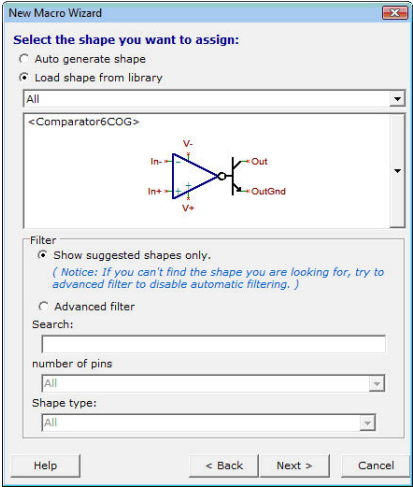 New Macro Wizard
Select the shape you want to assign:
Auto generate shape
Load shape from library
All
<Comparator6COG>
V-
In-
Out
In+
OutGnd
V+
Filter
Show suggested shapes only.
( Notice: If you can't find the shape you are looking for, try to
advanced filter to disable automatic filtering. )
Advanced filter
Search:
number of pins
All
Shape type:
All
Help
< Back
Next >
Cancel